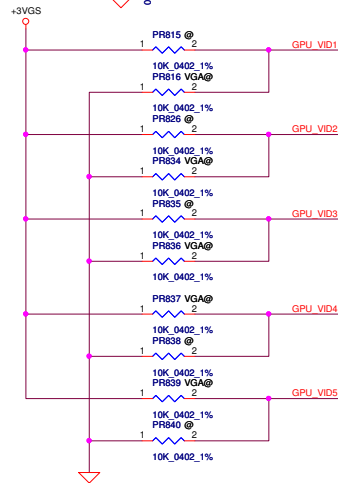 +3VGS
PR815 @
1 2 GPU_VID1
10K_0402_1%
PR816 VGA@
1 2
10K_0402_1%
PR826 @
1 2 GPU_VID2
10K_0402_1%
PR834 VGA@
1 2
10K_0402_1%
PR835 @
1 2 GPU_VID3
10K_0402_1%
PR836 VGA@
1 2
10K_0402_1%
PR837 VGA@
1 2 GPU_VID4
10K_0402_1%
PR838 @
1 2
10K_0402_1%
PR839 VGA@
1 2 GPU_VID5
10K_0402_1%
PR840 @
1 2
10K_0402_1%